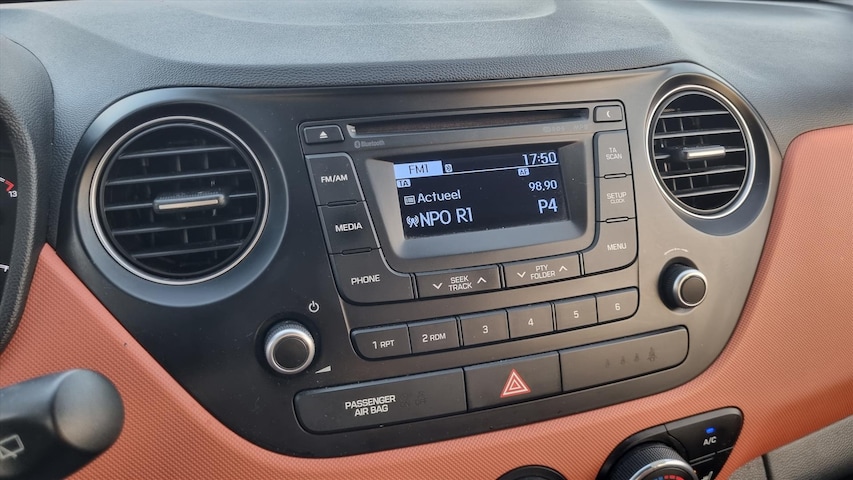 Bluetooth
FM/AM
MEDIA
PHONE
FM1
17:50
TA
AF
Actueel
98.90
NPO R1
P4
TA
SCAN
SETUP
CLOCK
MENU
SEEK
TRACK
PTY
FOLDER
1 RPT
2 RDM
3
4
5
6
PASSENGER
AIR BAG
A/C
13